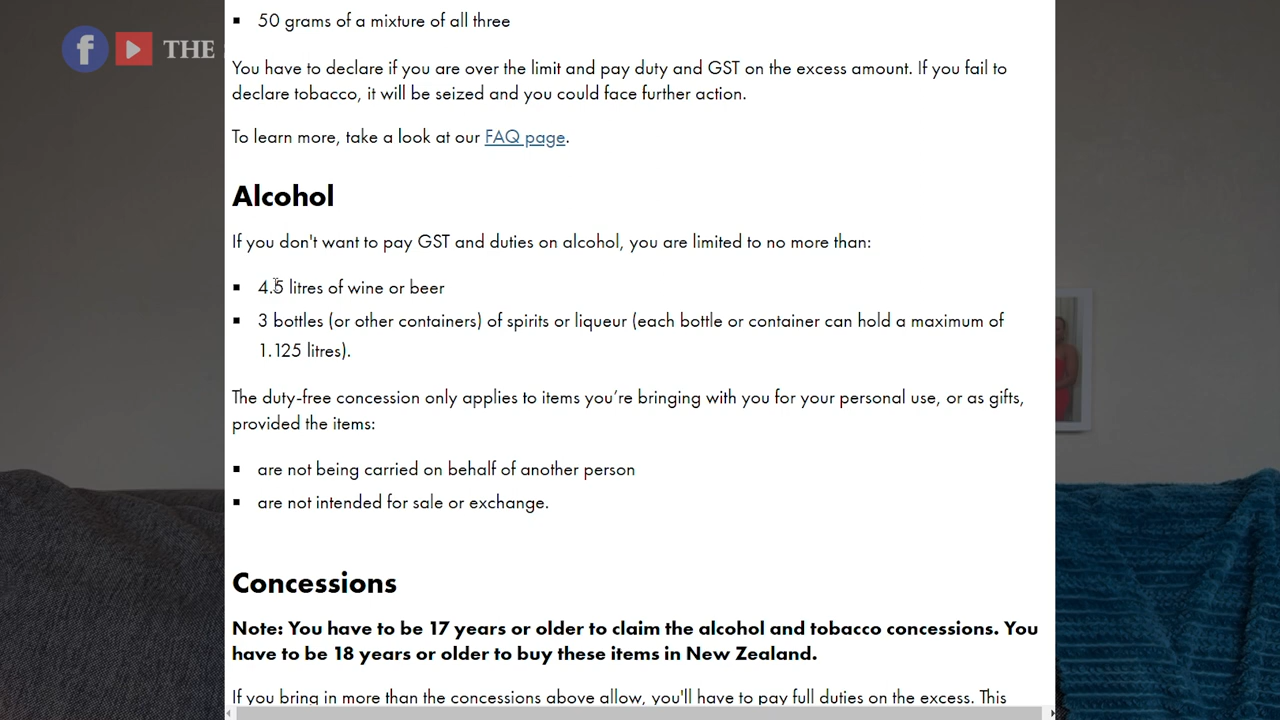 50 grams of a mixture of all three
THE
You have to declare if you are over the limit and pay duty and GST on the excess amount. If you fail to
declare tobacco, it will be seized and you could face further action.
To learn more, take a look at our FAQ page.
Alcohol
If you don't want to pay GST and duties on alcohol, you are limited to no more than:
4.5 litres of wine or beer
3 bottles (or other containers) of spirits or liqueur (each bottle or container can hold a maximum of
1.125 litres).
The duty-free concession only applies to items you’re bringing with you for your personal use, or as gifts,
provided the items:
are not being carried on behalf of another person
are not intended for sale or exchange.
Concessions
Note: You have to be 17 years or older to claim the alcohol and tobacco concessions. You
have to be 18 years or older to buy these items in New Zealand.
If you bring in more than the concessions above allow, you'll have to pay full duties on the excess. This